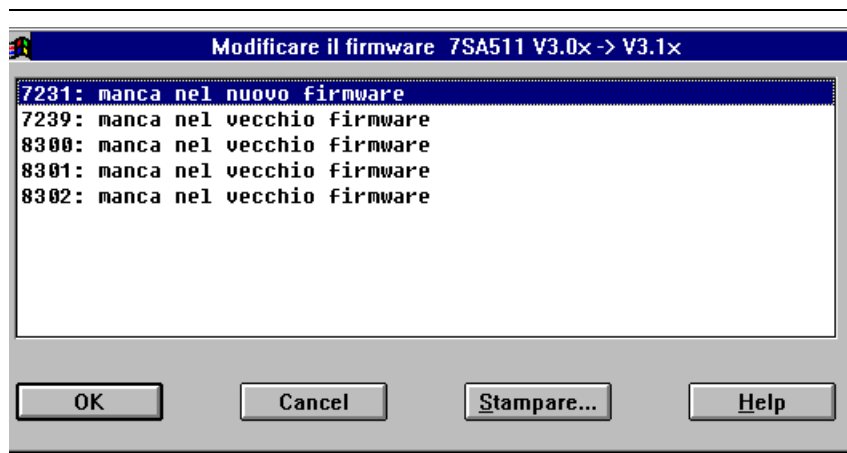 Modificare il firmware 7SA511 V3.0x -> V3.1x
7231: manca nel nuovo firmware
7239: manca nel vecchio firmware
8300: manca nel vecchio firmware
8301: manca nel vecchio firmware
8302: manca nel vecchio firmware
OK Cancel Stampare... Help